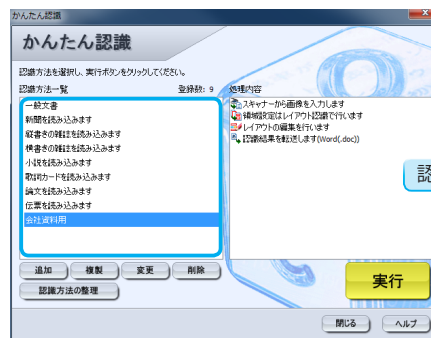 かんたん認識
かんたん認識
認識方法を選択し、実行ボタンをクリックしてください。
認識方法一覧 登録数: 9 処理内容
一般文書
新聞を読み込みます
縦書きの雑誌を読み込みます
横書きの雑誌を読み込みます
小説を読み込みます
歌詞カードを読み込みます
論文を読み込みます
伝票を読み込みます
会社資料用
スキャナーから画像を入力します
領域設定はレイアウト認識で行います
レイアウトの編集を行います
認識結果を転送します(Word(.doc))
認
追加 複製 変更 削除
認識方法の整理
実行
閉じる ヘルプ